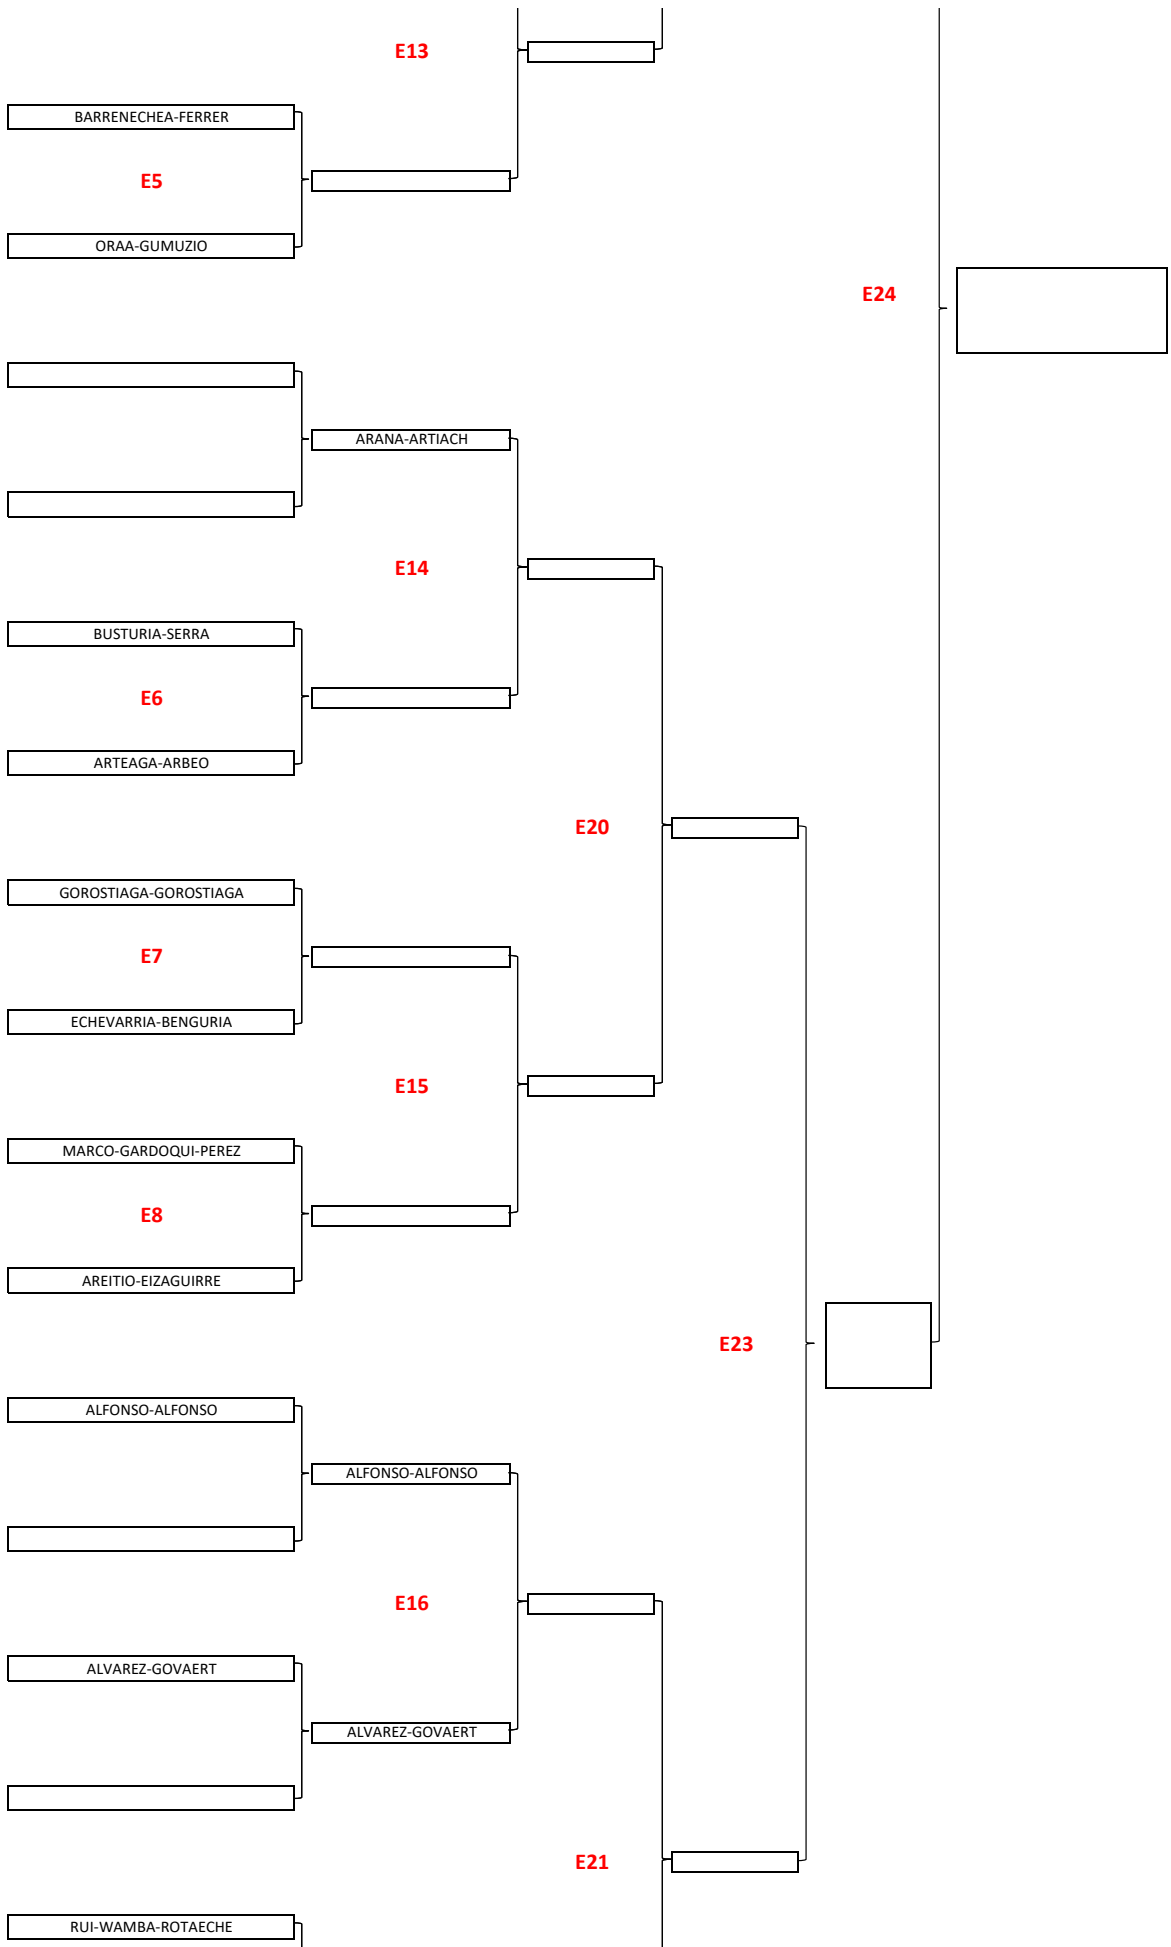 E13
BARRENECHEA-FERRER
E5
ORAA-GUMUZIO
E24
ARANA-ARTIACH
E14
BUSTURIA-SERRA
E6
ARTEAGA-ARBEO
E20
GOROSTIAGA-GOROSTIAGA
E7
ECHEVARRIA-BENGURIA
E15
MARCO-GARDOQUI-PEREZ
E8
AREITIO-EIZAGUIRRE
E23
ALFONSO-ALFONSO
ALFONSO-ALFONSO
E16
ALVAREZ-GOVAERT
ALVAREZ-GOVAERT
E21
RUI-WAMBA-ROTAECHE